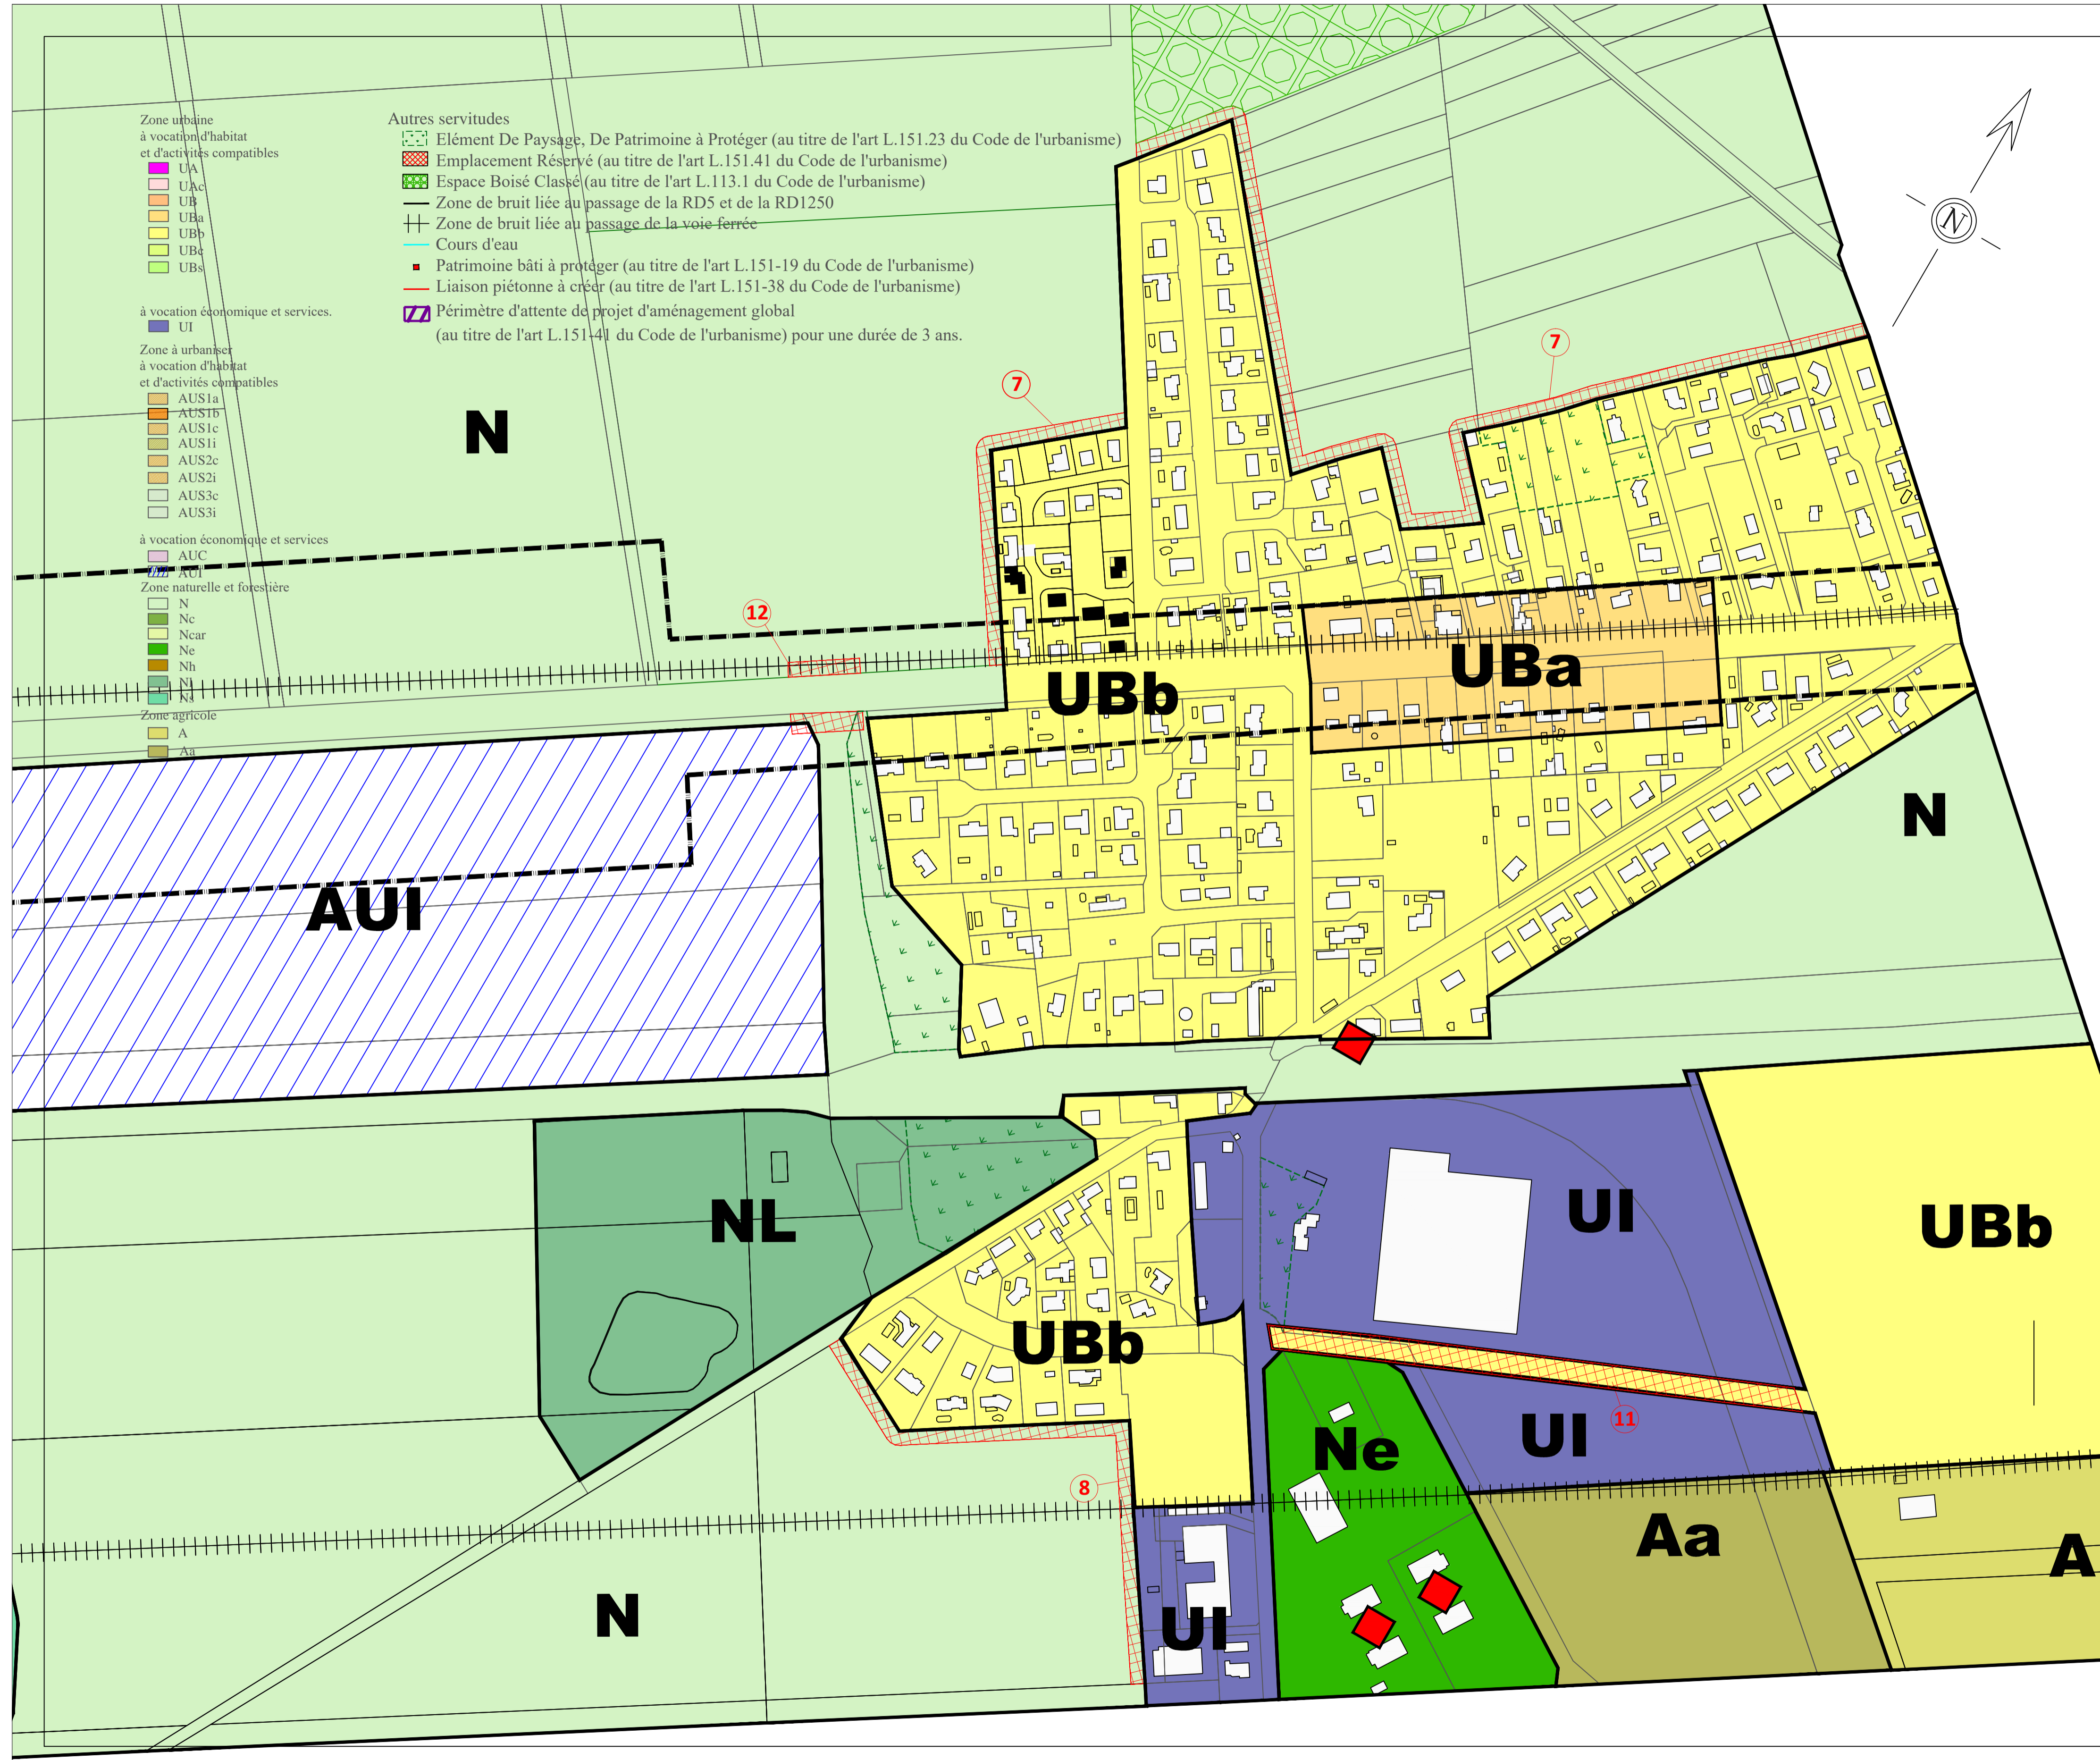 Zone urbaine
à vocation d'habitat
et d'activités compatibles
UA
UAc
UB
UBa
UBb
UBc
UBs
à vocation économique et services.
UI
Zone à urbaniser
à vocation d'habitat
et d'activités compatibles
AUS1a
AUS1b
AUS1c
AUS1i
AUS2c
AUS2i
AUS3c
AUS3i
à vocation économique et services
AUC
AUI
Zone naturelle et forestière
N
Nc
Ncar
Ne
Nh
Nl
Ns
Zone agricole
A
Aa
Autres servitudes
Elément De Paysage, De Patrimoine à Protéger (au titre de l'art L.151.23 du Code de l'urbanisme)
Emplacement Réservé (au titre de l'art L.151.41 du Code de l'urbanisme)
Espace Boisé Classé (au titre de l'art L.113.1 du Code de l'urbanisme)
Zone de bruit liée au passage de la RD5 et de la RD1250
Zone de bruit liée au passage de la voie ferrée
Cours d'eau
Patrimoine bâti à protéger (au titre de l'art L.151-19 du Code de l'urbanisme)
Liaison piétonne à créer (au titre de l'art L.151-38 du Code de l'urbanisme)
Périmètre d'attente de projet d'aménagement global
(au titre de l'art L.151-41 du Code de l'urbanisme) pour une durée de 3 ans.
N
7
7
N
12
UBb
UBa
N
AUI
NL
UI
UBb
UBb
11
UI
Ne
8
Aa
A
N
UI